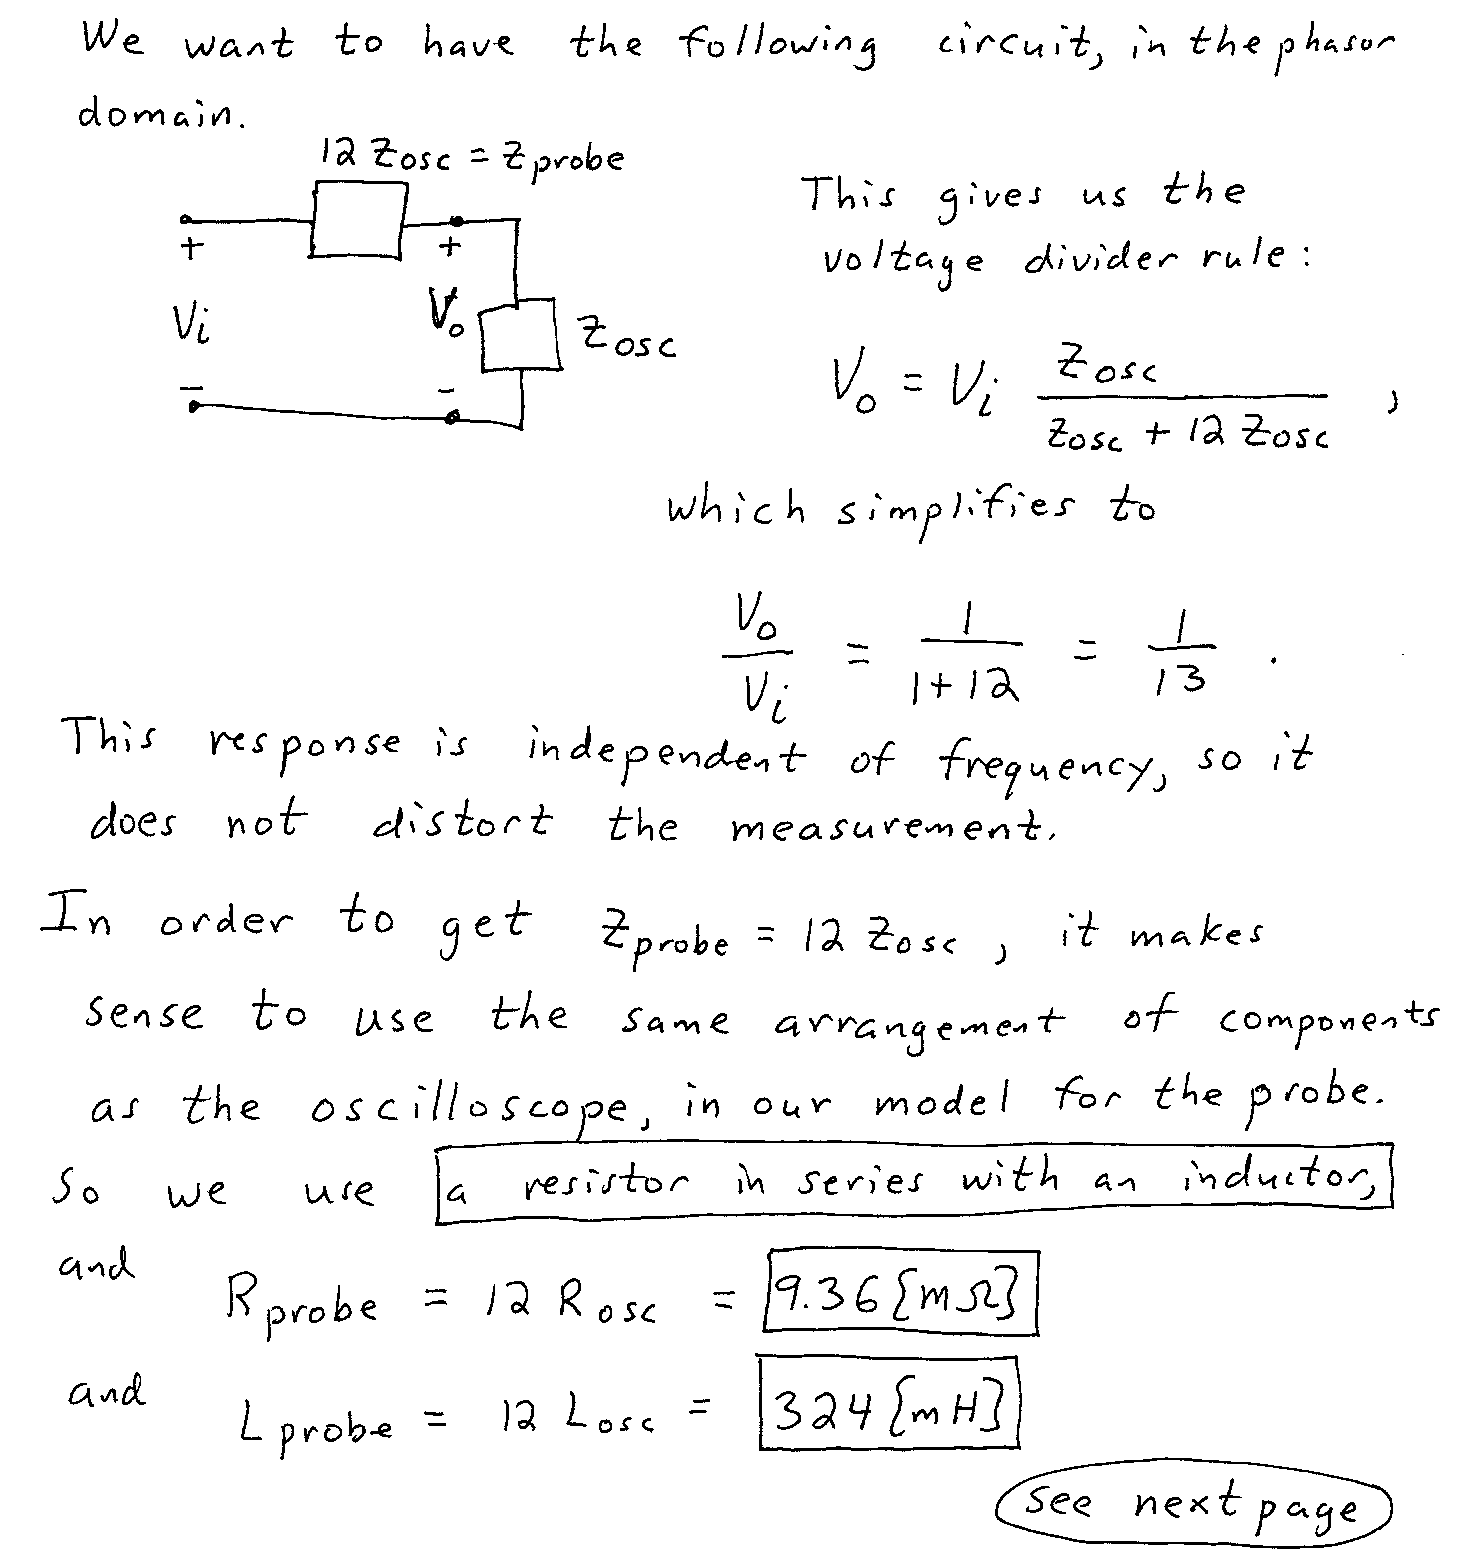 We want to have the following circuit, in the phasor
domain.
12 Zosc = Zprobe
+
Vi
-
+
Vo
-
Zosc
This gives us the
voltage divider rule:
Vo = Vi Zosc / (Zosc + 12 Zosc) ,
which simplifies to
Vo / Vi = 1 / (1+12) = 1 / 13 .
This response is independent of frequency, so it
does not distort the measurement.
In order to get Zprobe = 12 Zosc , it makes
sense to use the same arrangement of components
as the oscilloscope, in our model for the probe.
So we use a resistor in series with an inductor,
and Rprobe = 12 Rosc = 9.36 {mΩ}
and Lprobe = 12 Losc = 324 {mH}
see next page